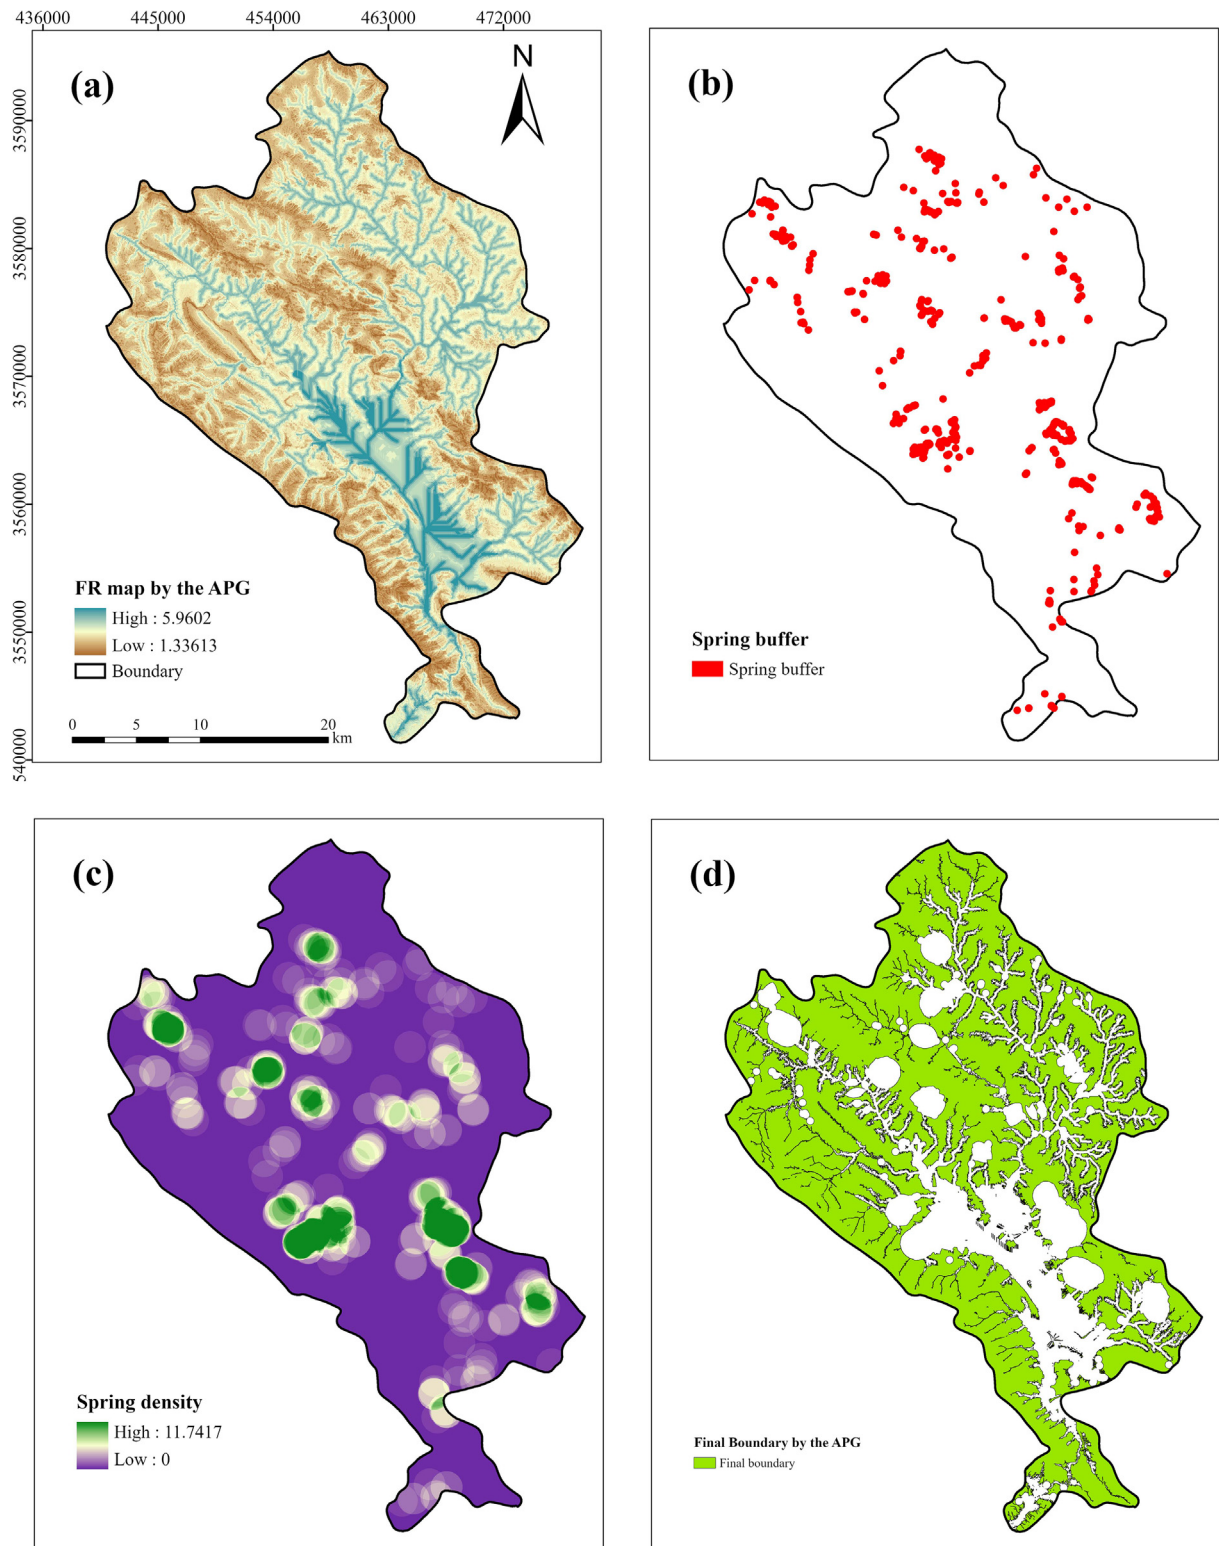 436000 445000 454000 463000 472000
(a)
N
(b)
3590000
3580000
3570000
3560000
3550000
540000
FR map by the APG
High : 5.9602
Low : 1.33613
Boundary
0 5 10 20
km
Spring buffer
Spring buffer
(c)
(d)
Spring density
High : 11.7417
Low : 0
Final Boundary by the APG
Final boundary